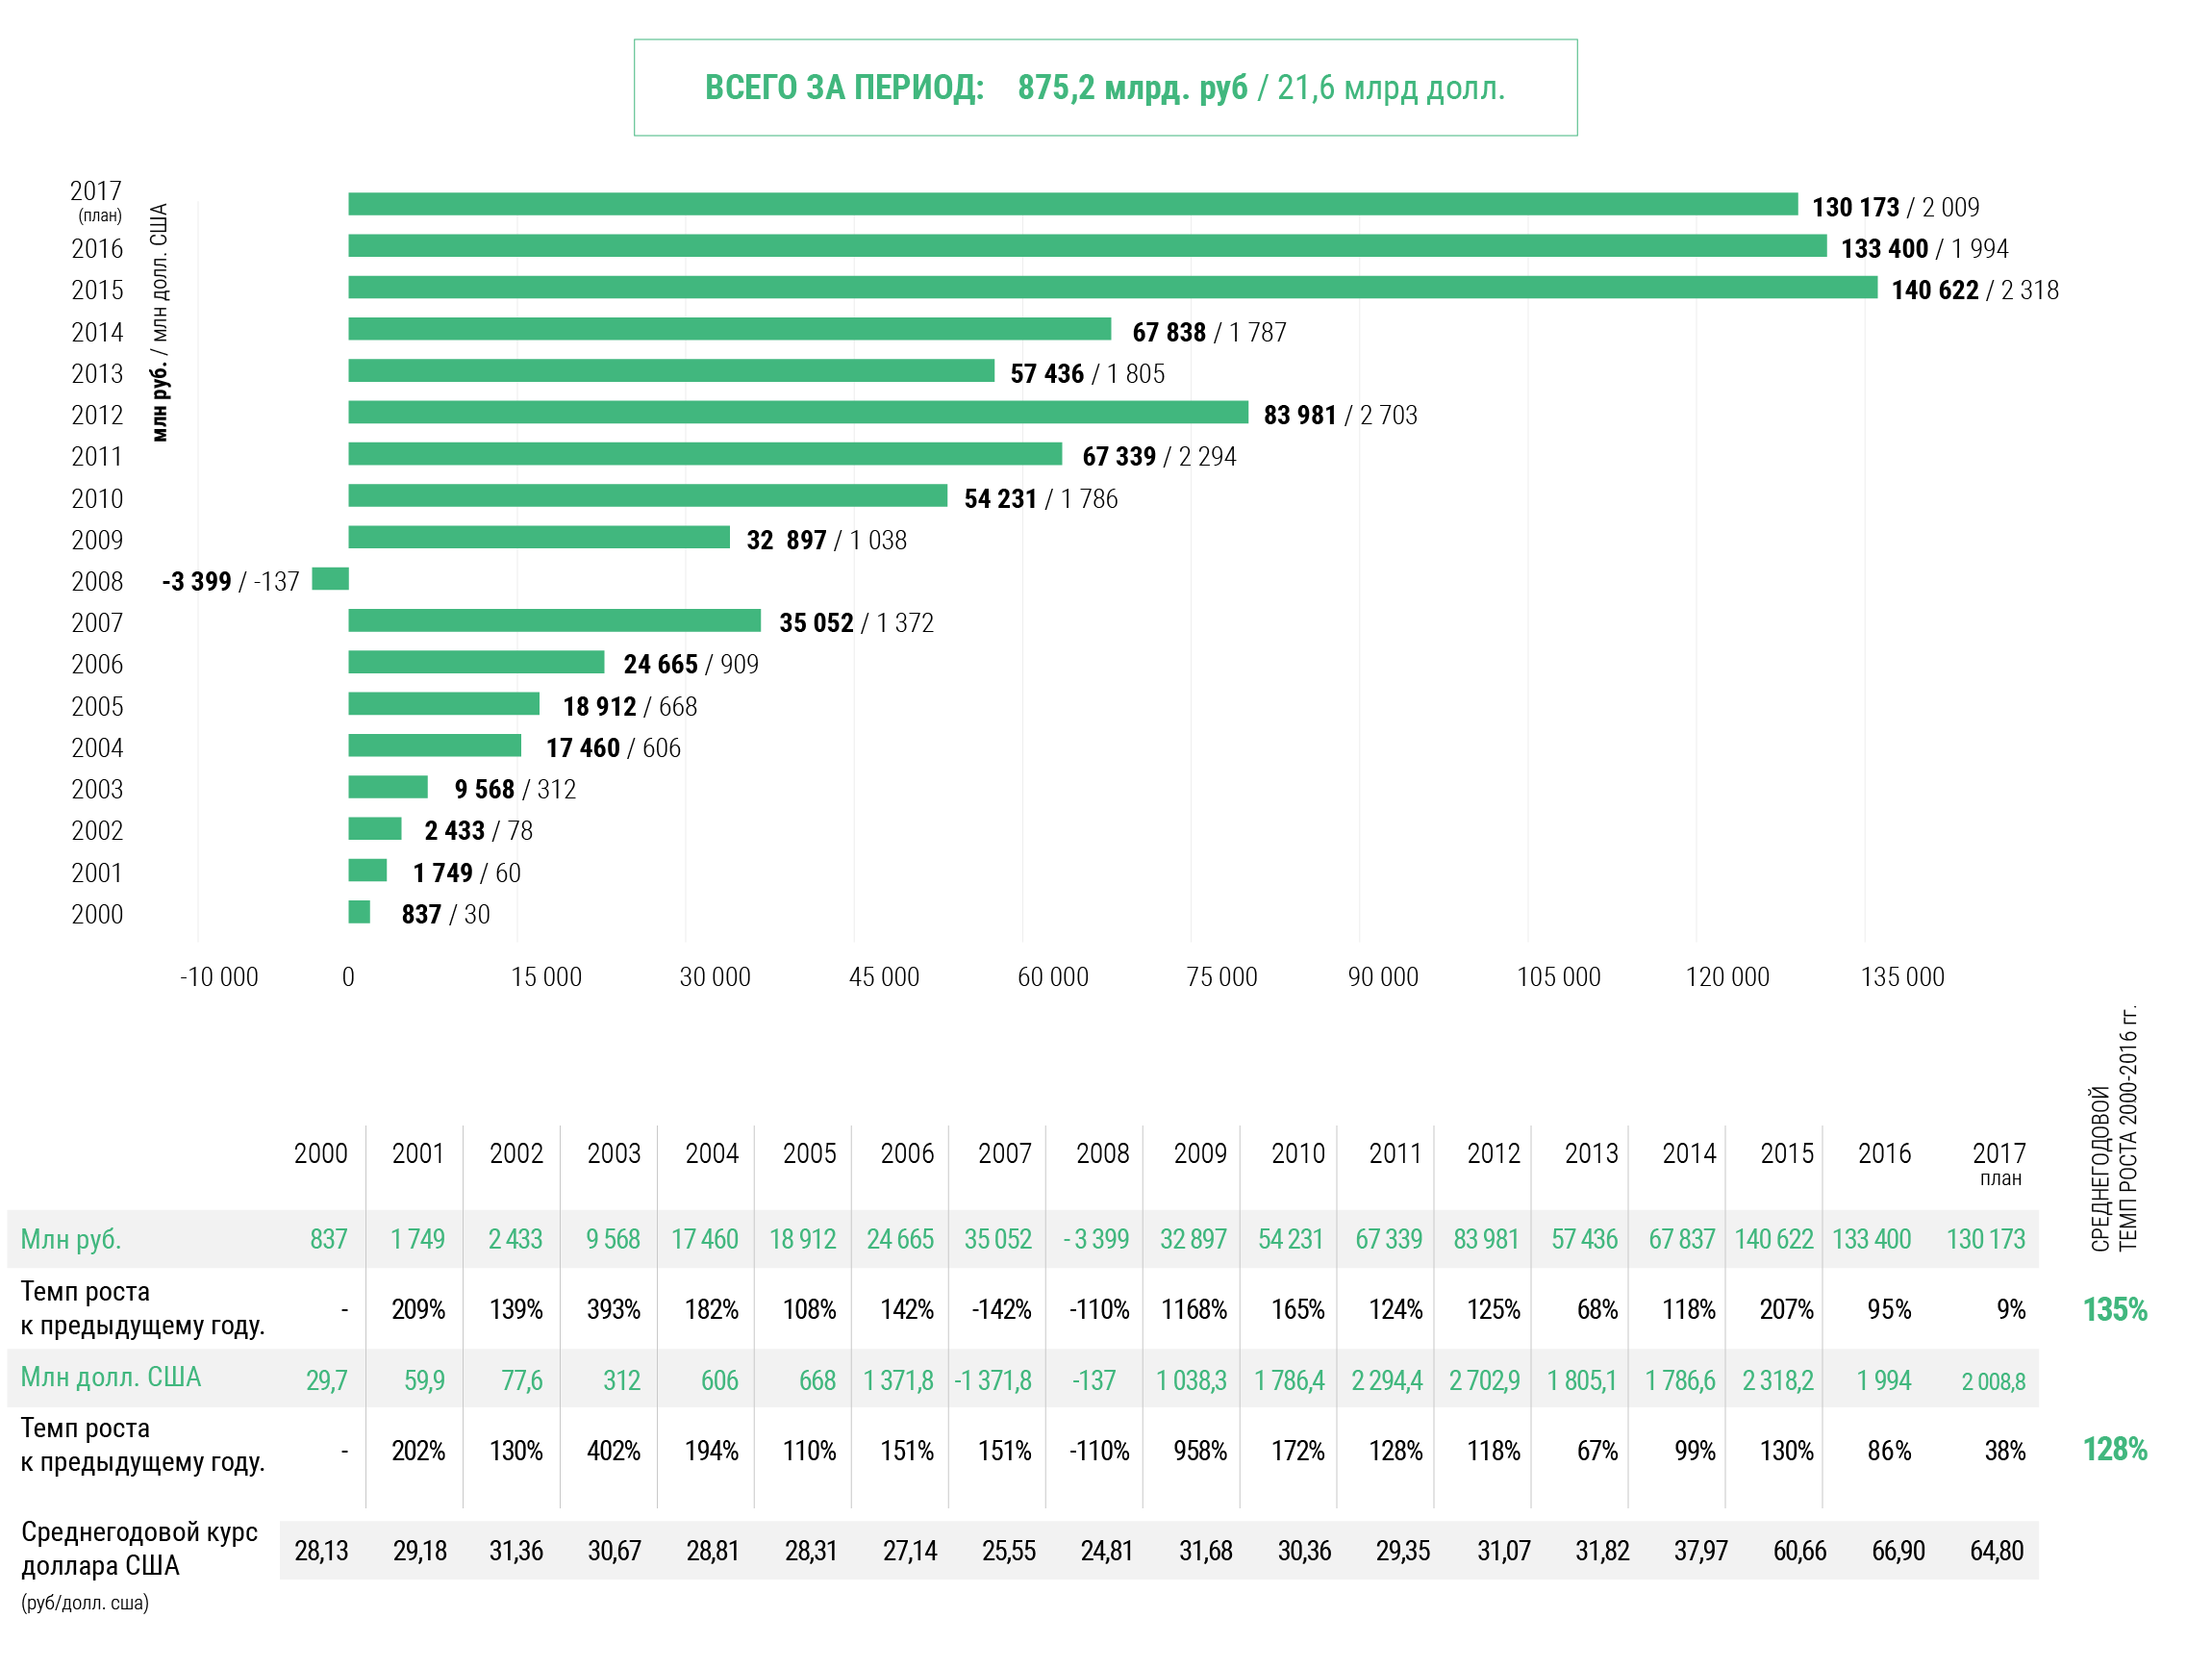 ВСЕГО ЗА ПЕРИОД: 875,2 млрд. руб / 21,6 млрд долл.
млн руб. / млн долл. США
2017 130 173 / 2 009
(план)
2016 133 400 / 1 994
2015 140 622 / 2 318
2014 67 838 / 1 787
2013 57 436 / 1 805
2012 83 981 / 2 703
2011 67 339 / 2 294
2010 54 231 / 1 786
2009 32 897 / 1 038
2008 -3 399 / -137
2007 35 052 / 1 372
2006 24 665 / 909
2005 18 912 / 668
2004 17 460 / 606
2003 9 568 / 312
2002 2 433 / 78
2001 1 749 / 60
2000 837 / 30
-10 000 0 15 000 30 000 45 000 60 000 75 000 90 000 105 000 120 000 135 000
СРЕДНЕГОДОВОЙ
ТЕМП РОСТА 2000-2016 гг.
2000 2001 2002 2003 2004 2005 2006 2007 2008 2009 2010 2011 2012 2013 2014 2015 2016 2017
план
Млн руб. 837 1 749 2 433 9 568 17 460 18 912 24 665 35 052 - 3 399 32 897 54 231 67 339 83 981 57 436 67 837 140 622 133 400 130 173
Темп роста
к предыдущему году. - 209% 139% 393% 182% 108% 142% -142% -110% 1168% 165% 124% 125% 68% 118% 207% 95% 9% 135%
Млн долл. США 29,7 59,9 77,6 312 606 668 1 371,8 -1 371,8 -137 1 038,3 1 786,4 2 294,4 2 702,9 1 805,1 1 786,6 2 318,2 1 994 2 008,8
Темп роста
к предыдущему году. - 202% 130% 402% 194% 110% 151% 151% -110% 958% 172% 128% 118% 67% 99% 130% 86% 38% 128%
Среднегодовой курс
доллара США 28,13 29,18 31,36 30,67 28,81 28,31 27,14 25,55 24,81 31,68 30,36 29,35 31,07 31,82 37,97 60,66 66,90 64,80
(руб/долл. сша)